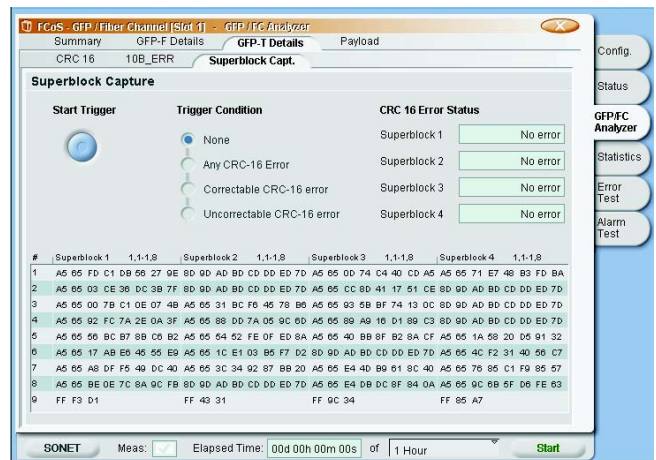 FCoS - GFP / Fiber Channel [Slot 1] - GFP / FC Analyzer
Summary GFP-F Details GFP-T Details Payload
CRC 16 10B_ERR Superblock Capt.
Superblock Capture
Start Trigger Trigger Condition CRC 16 Error Status
None Superblock 1 No error
Any CRC-16 Error Superblock 2 No error
Correctable CRC-16 error Superblock 3 No error
Uncorrectable CRC-16 error Superblock 4 No error
# Superblock 1 1,1-1,8 Superblock 2 1,1-1,8 Superblock 3 1,1-1,8 Superblock 4 1,1-1,8
1 A5 65 FD C1 DB 56 27 9E 8D 9D AD BD CD DD ED 7D A5 65 0D 74 C4 40 CD A5 A5 65 71 E7 48 B3 FD BA
2 A5 65 03 CE 36 DC 3B 7F 8D 9D AD BD CD DD ED 7D A5 65 CC 8D 41 17 51 CE 8D 9D AD BD CD DD ED 7D
3 A5 65 00 7B C1 0E 07 4B A5 65 31 BC F6 45 78 B6 A5 65 93 5B BF 74 13 0C 8D 9D AD BD CD DD ED 7D
4 A5 65 92 FC 7A 2E 0A 3F A5 65 88 DD 7A 05 9C 6D A5 65 89 A9 16 D1 89 C3 8D 9D AD BD CD DD ED 7D
5 A5 65 56 BC B7 8B C6 B2 A5 65 54 52 FE 0F ED 8A A5 65 40 BB 8F B2 8A CF A5 65 1A 58 20 D5 91 32
6 A5 65 17 AB E6 45 55 E9 A5 65 1C E1 03 B5 F7 D2 8D 9D AD BD CD DD ED 7D A5 65 4C F2 31 40 56 C7
7 A5 65 A8 DF F5 49 DC 40 A5 65 3C 34 92 87 BB 20 A5 65 E4 4D B9 61 8C 40 A5 65 76 85 C1 F9 85 57
8 A5 65 BE 0E 7C 8A 9C FB 8D 9D AD BD CD DD ED 7D A5 65 E4 DB DC 8F 84 0A A5 65 9C 6B 5F D6 FE 63
9 FF F3 D1 FF 43 31 FF 9C 34 FF 85 A7
SONET Meas: Elapsed Time: 00d 00h 00m 00s of 1 Hour Start
Config.
Status
GFP/FC
Analyzer
Statistics
Error
Test
Alarm
Test